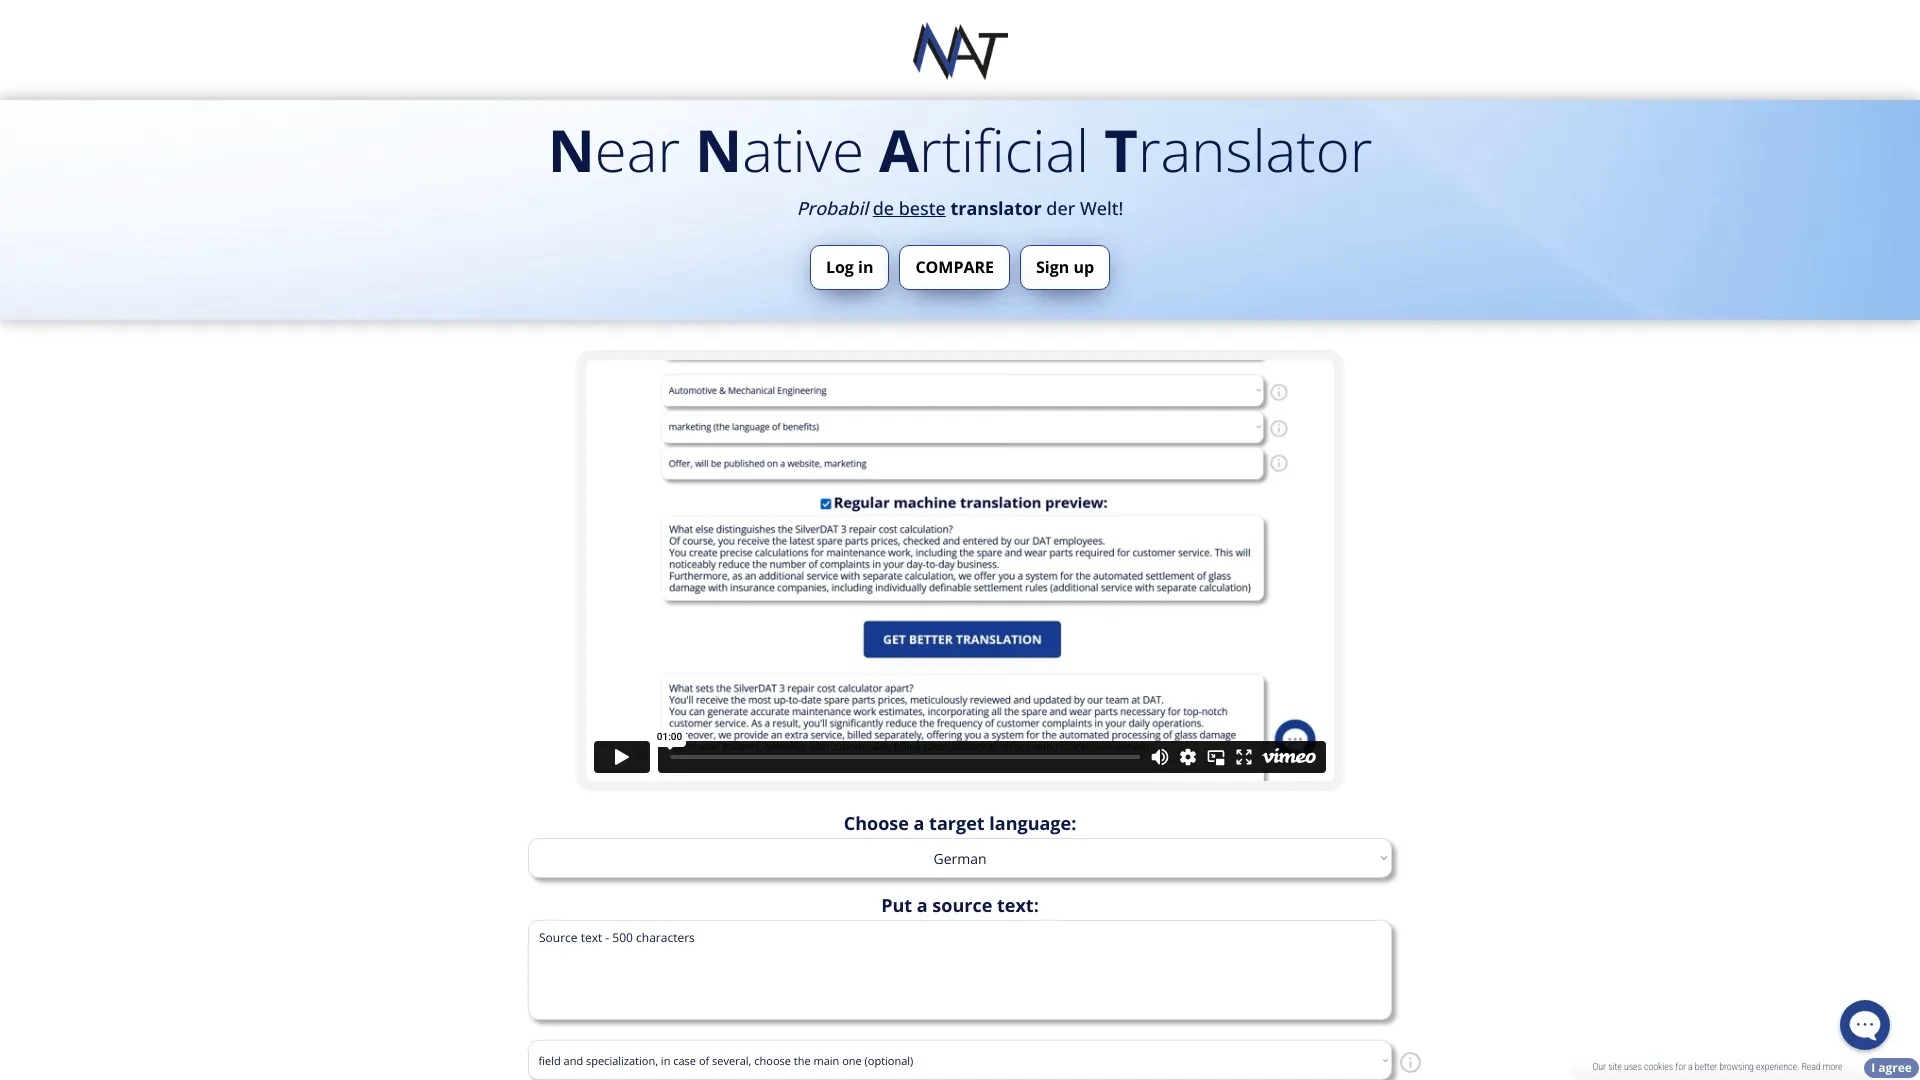 NAT
Near Native Artificial Translator
Probabil de beste translator der Welt!
Log in
COMPARE
Sign up
Automotive & Mechanical Engineering
marketing (the language of benefits)
Offer, will be published on a website, marketing
Regular machine translation preview:
What else distinguishes the SilverDAT 3 repair cost calculation?
Of course, you receive the latest spare parts prices, checked and entered by our DAT employees.
You create precise calculations for maintenance work, including the spare and wear parts required for customer service. This will
noticeably reduce the number of complaints in your day-to-day business.
Furthermore, as an additional service with separate calculation, we offer you a system for the automated settlement of glass
damage with insurance companies, including individually definable settlement rules (additional service with separate calculation)
GET BETTER TRANSLATION
What sets the SilverDAT 3 repair cost calculator apart?
You'll receive the most up-to-date spare parts prices, meticulously reviewed and updated by our team at DAT.
You can generate accurate maintenance work estimates, incorporating all the spare and wear parts necessary for top-notch
customer service. As a result, you'll significantly reduce the frequency of customer complaints in your daily operations.
we provide an extra service, billed separately, offering you a system for the automated processing of glass damage
01:00
vimeo
Choose a target language:
German
Put a source text:
Source text - 500 characters
field and specialization, in case of several, choose the main one (optional)
Our site uses cookies for a better browsing experience. Read more
I agree